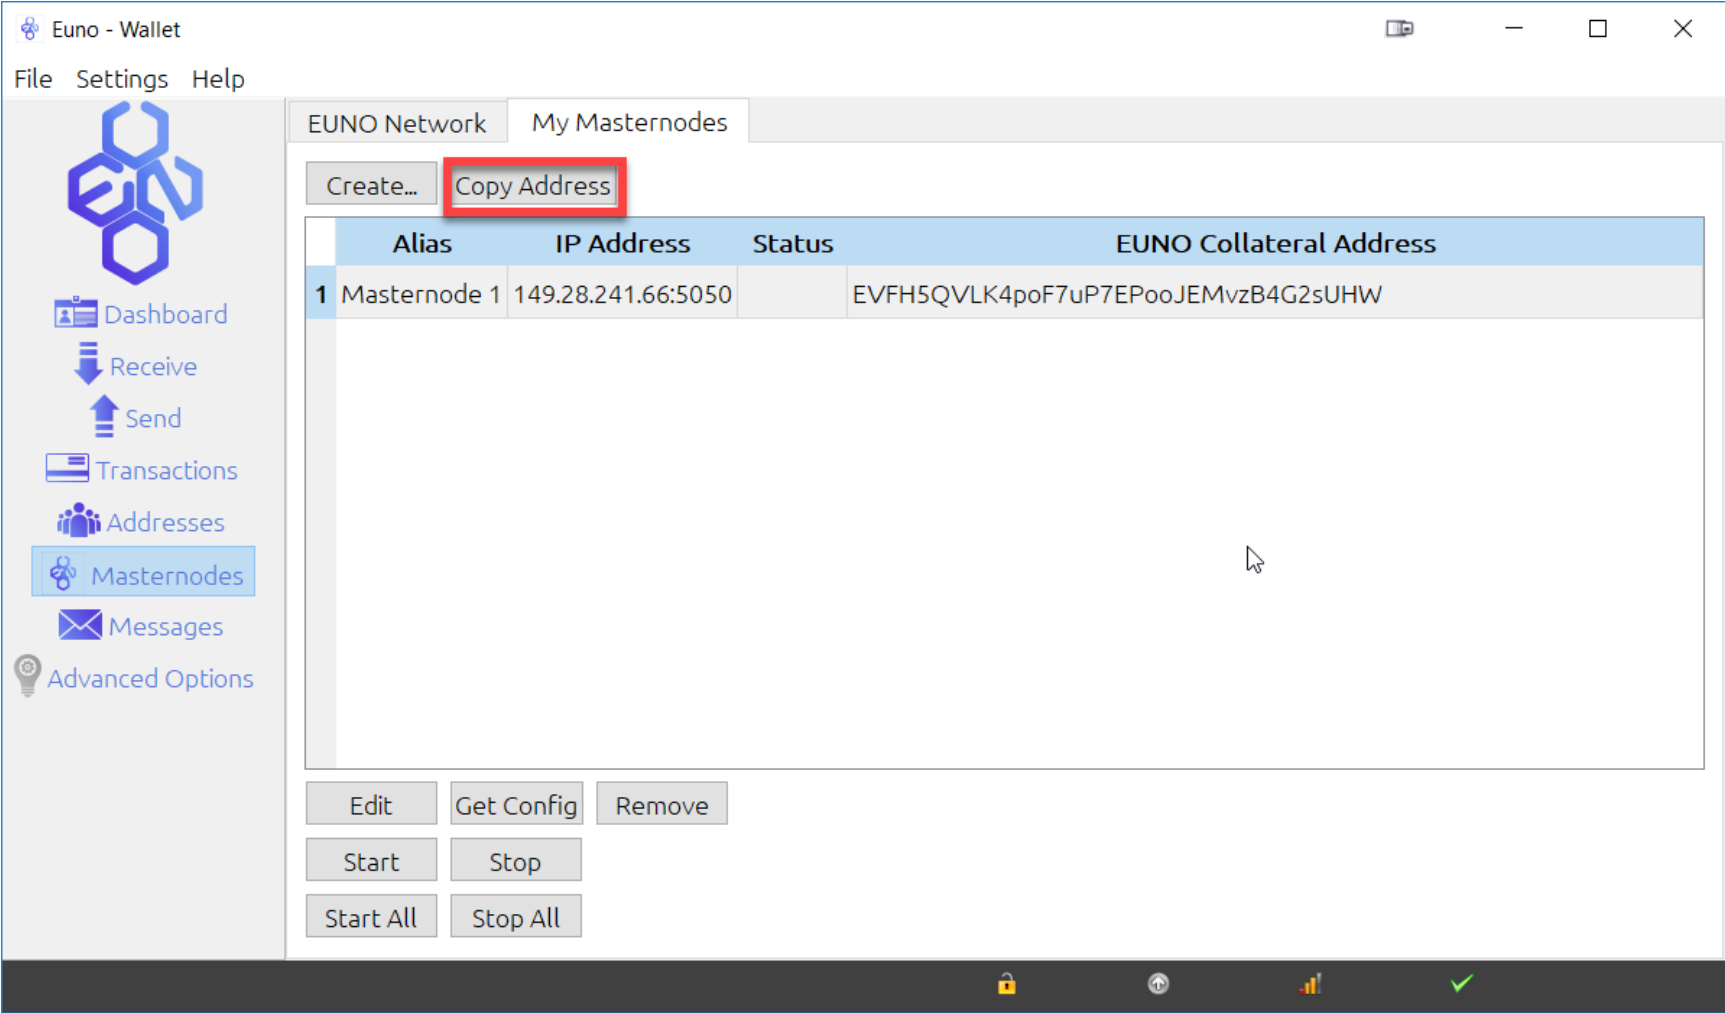 Euno - Wallet
File Settings Help
EUNO Network My Masternodes
Create... Copy Address
Alias IP Address Status EUNO Collateral Address
1 Masternode 1 149.28.241.66:5050 EVFH5QVLK4poF7uP7EPooJEMvzB4G2sUHW
EUNO
Dashboard
Receive
Send
Transactions
Addresses
Masternodes
Messages
Advanced Options
Edit Get Config Remove
Start Stop
Start All Stop All